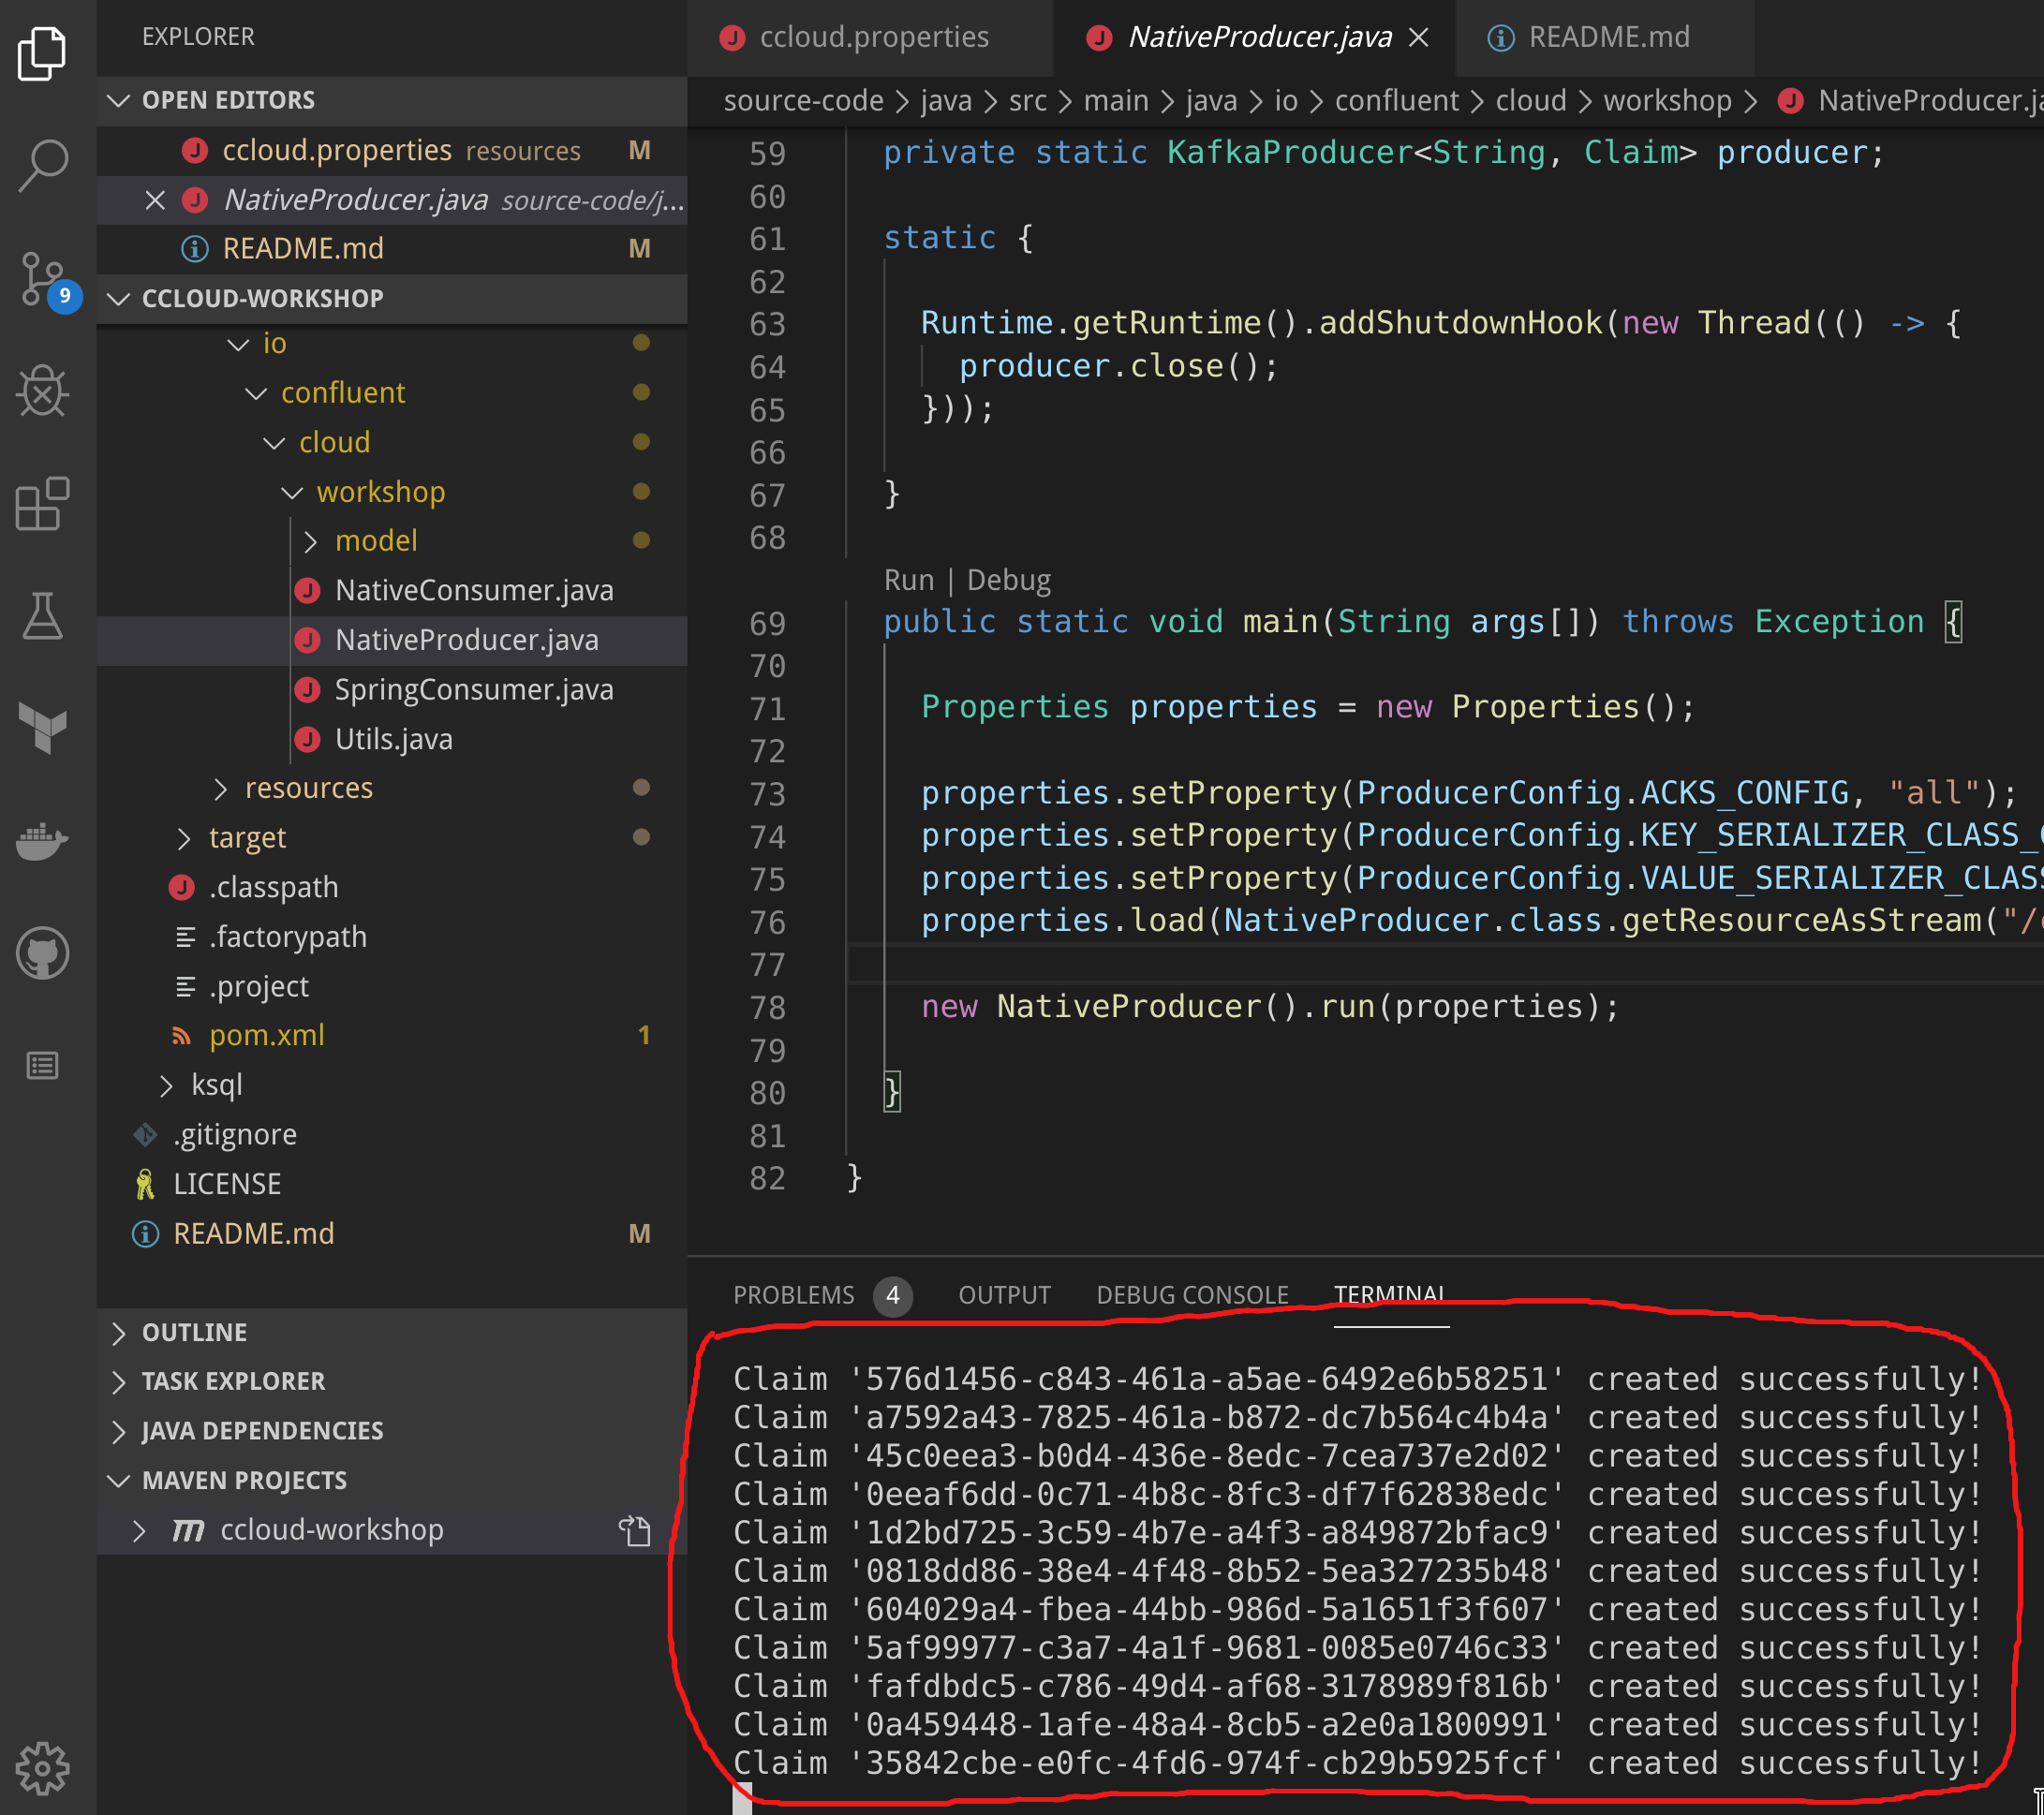 EXPLORER
OPEN EDITORS
ccloud.properties resources M
NativeProducer.java source-code/j...
README.md M
CCLOUD-WORKSHOP
io
confluent
cloud
workshop
model
NativeConsumer.java
NativeProducer.java
SpringConsumer.java
Utils.java
resources
target
.classpath
.factorypath
.project
pom.xml 1
ksql
.gitignore
LICENSE
README.md M
OUTLINE
TASK EXPLORER
JAVA DEPENDENCIES
MAVEN PROJECTS
ccloud-workshop
9
ccloud.properties NativeProducer.java README.md
source-code > java > src > main > java > io > confluent > cloud > workshop > NativeProducer.ja
59 private static KafkaProducer<String, Claim> producer;
60
61 static {
62
63 Runtime.getRuntime().addShutdownHook(new Thread(() -> {
64 producer.close();
65 }));
66
67 }
68
Run | Debug
69 public static void main(String args[]) throws Exception {
70
71 Properties properties = new Properties();
72
73 properties.setProperty(ProducerConfig.ACKS_CONFIG, "all");
74 properties.setProperty(ProducerConfig.KEY_SERIALIZER_CLASS_
75 properties.setProperty(ProducerConfig.VALUE_SERIALIZER_CLASS
76 properties.load(NativeProducer.class.getResourceAsStream("/
77
78 new NativeProducer().run(properties);
79
80 }
81
82 }
PROBLEMS 4 OUTPUT DEBUG CONSOLE TERMINAL
Claim '576d1456-c843-461a-a5ae-6492e6b58251' created successfully!
Claim 'a7592a43-7825-461a-b872-dc7b564c4b4a' created successfully!
Claim '45c0eea3-b0d4-436e-8edc-7cea737e2d02' created successfully!
Claim '0eeaf6dd-0c71-4b8c-8fc3-df7f62838edc' created successfully!
Claim '1d2bd725-3c59-4b7e-a4f3-a849872bfac9' created successfully!
Claim '0818dd86-38e4-4f48-8b52-5ea327235b48' created successfully!
Claim '604029a4-fbea-44bb-986d-5a1651f3f607' created successfully!
Claim '5af99977-c3a7-4a1f-9681-0085e0746c33' created successfully!
Claim 'fafdbdc5-c786-49d4-af68-3178989f816b' created successfully!
Claim '0a459448-1afe-48a4-8cb5-a2e0a1800991' created successfully!
Claim '35842cbe-e0fc-4fd6-974f-cb29b5925fcf' created successfully!